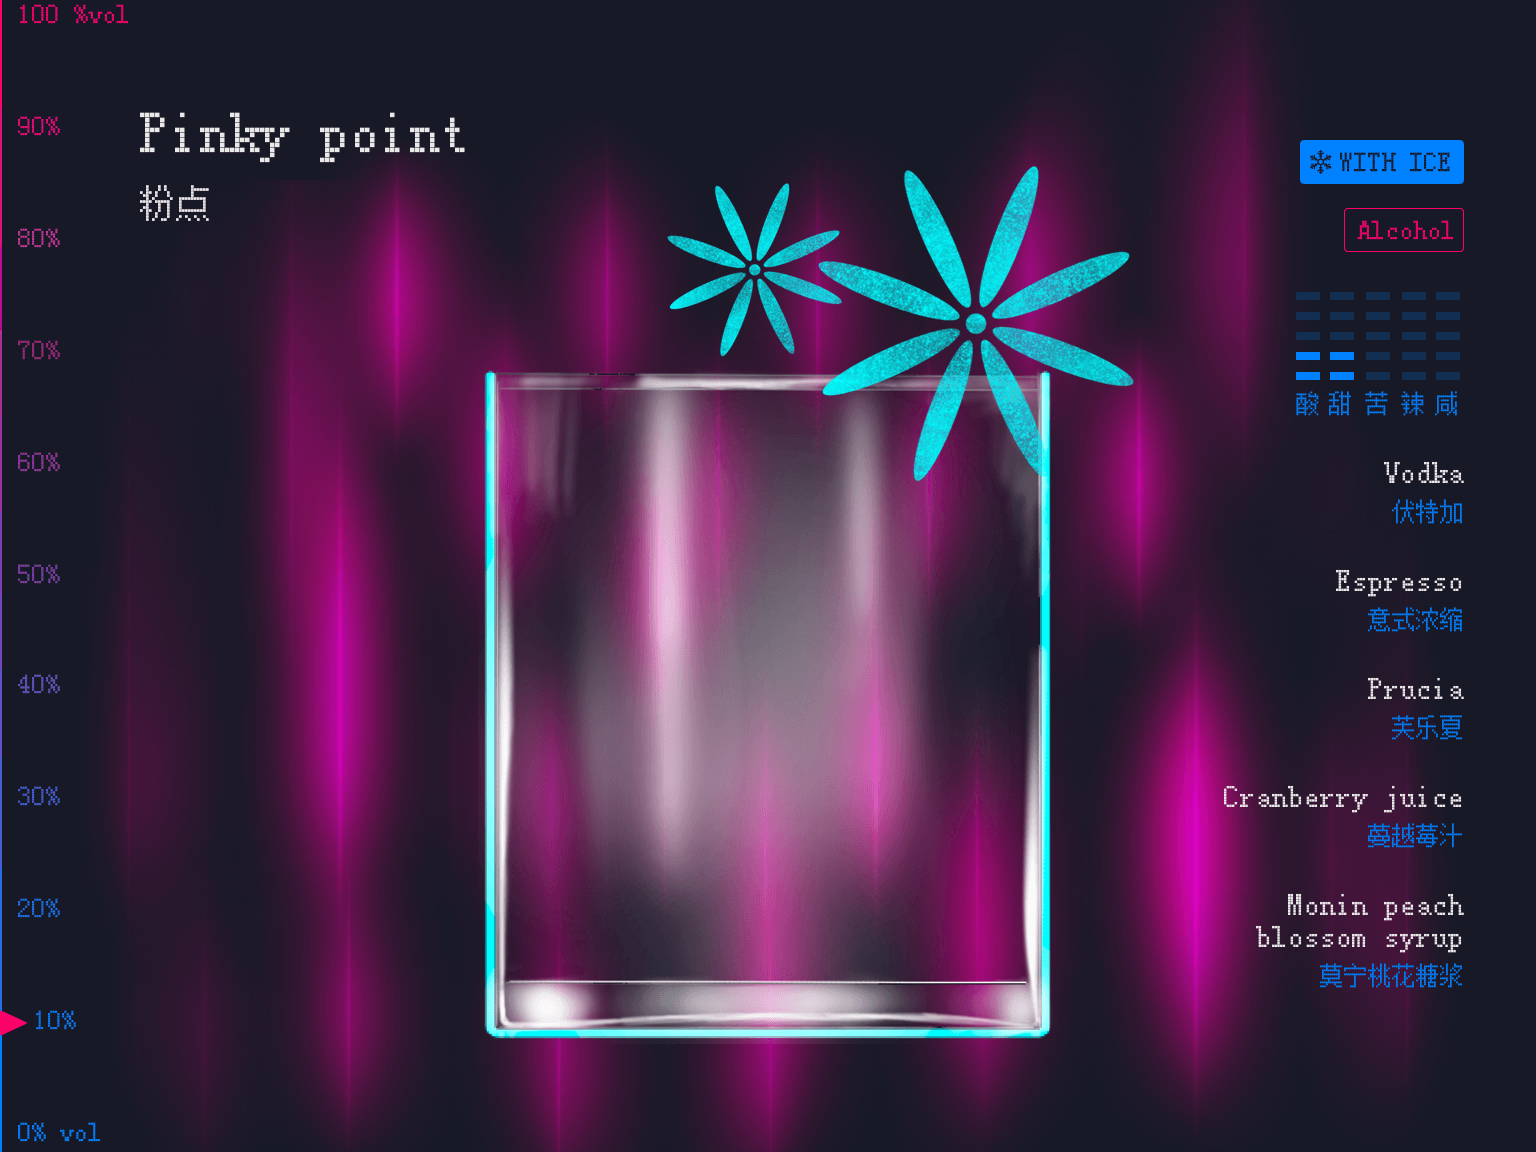 100 %vol
90%
80%
70%
60%
50%
40%
30%
20%
10%
0% vol
Pinky point
粉点
WITH ICE
Alcohol
酸 甜 苦 辣 咸
Vodka
伏特加
Espresso
意式浓缩
Prucia
芙乐夏
Cranberry juice
蔓越莓汁
Monin peach
blossom syrup
莫宁桃花糖浆